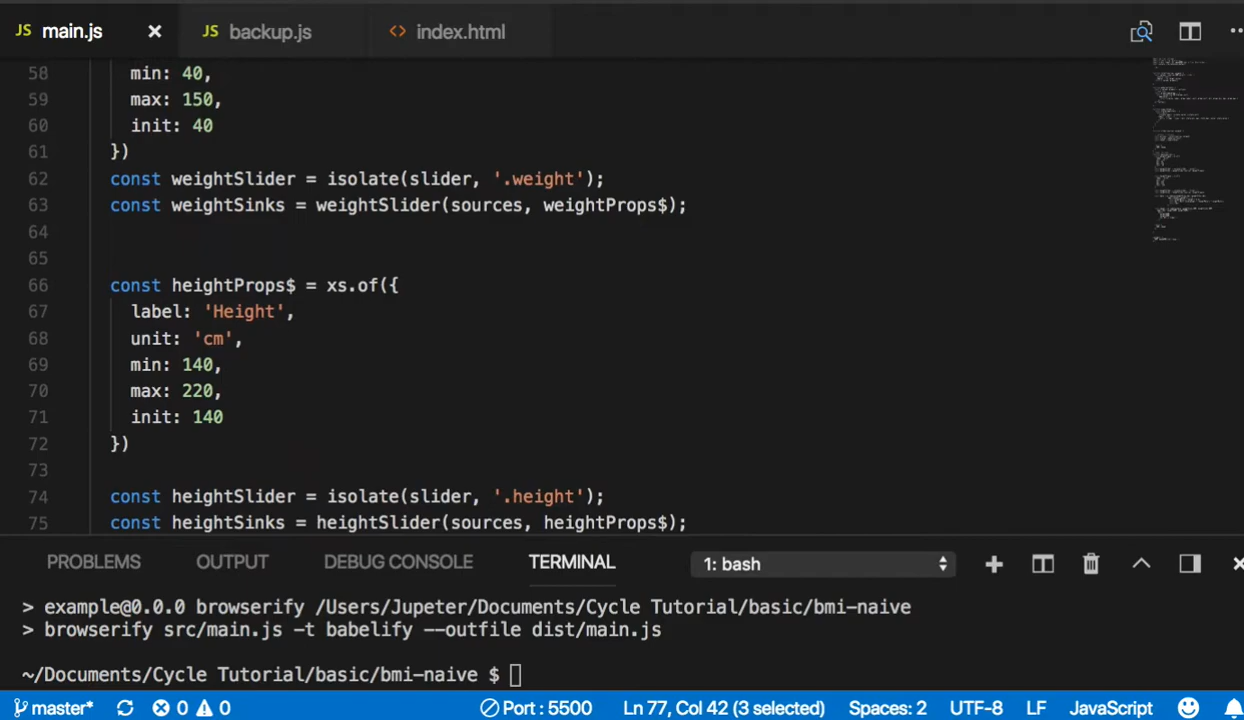 JS main.js × JS backup.js <> index.html
58 min: 40,
59 max: 150,
60 init: 40
61 })
62 const weightSlider = isolate(slider, '.weight');
63 const weightSinks = weightSlider(sources, weightProps$);
64
65
66 const heightProps$ = xs.of({
67 label: 'Height',
68 unit: 'cm',
69 min: 140,
70 max: 220,
71 init: 140
72 })
73
74 const heightSlider = isolate(slider, '.height');
75 const heightSinks = heightSlider(sources, heightProps$);
PROBLEMS OUTPUT DEBUG CONSOLE TERMINAL 1: bash
> example@0.0.0 browserify /Users/Jupeter/Documents/Cycle Tutorial/basic/bmi-naive
> browserify src/main.js -t babelify --outfile dist/main.js
~/Documents/Cycle Tutorial/basic/bmi-naive $
master* 0 0 Port : 5500 Ln 77, Col 42 (3 selected) Spaces: 2 UTF-8 LF JavaScript